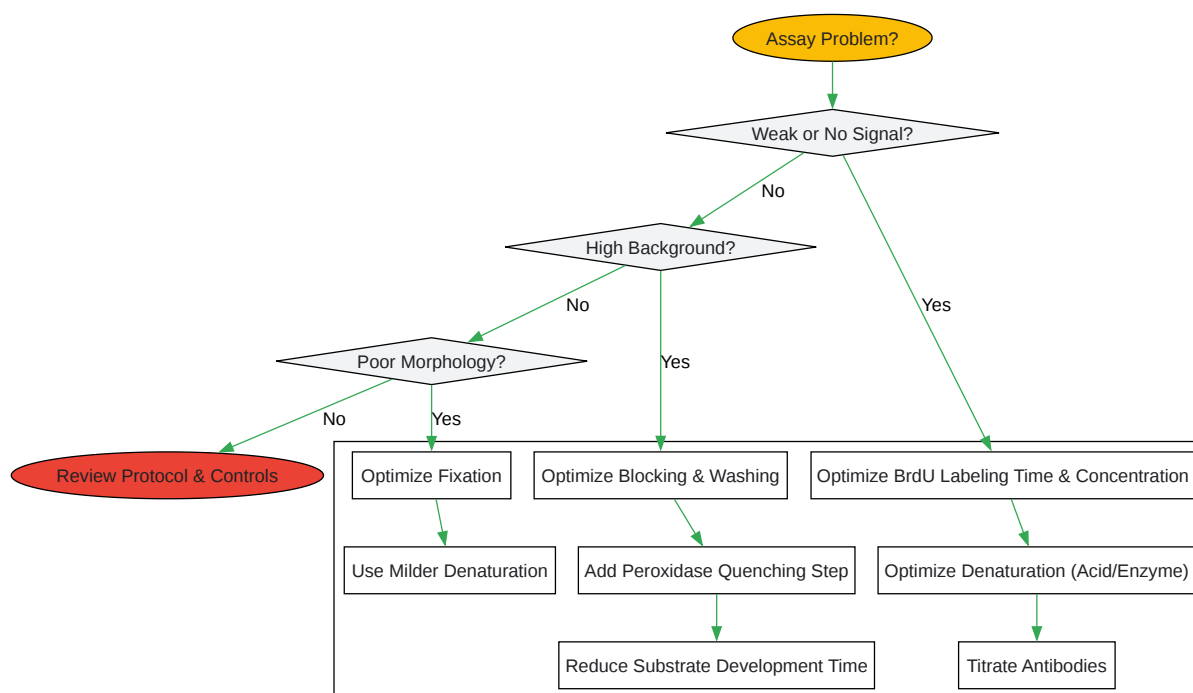 Assay Problem?
Weak or No Signal?
No
High Background?
Yes
No
Poor Morphology?
Yes
No
Yes
Review Protocol & Controls
Optimize Fixation
Optimize Blocking & Washing
Optimize BrdU Labeling Time & Concentration
Use Milder Denaturation
Add Peroxidase Quenching Step
Optimize Denaturation (Acid/Enzyme)
Reduce Substrate Development Time
Titrate Antibodies